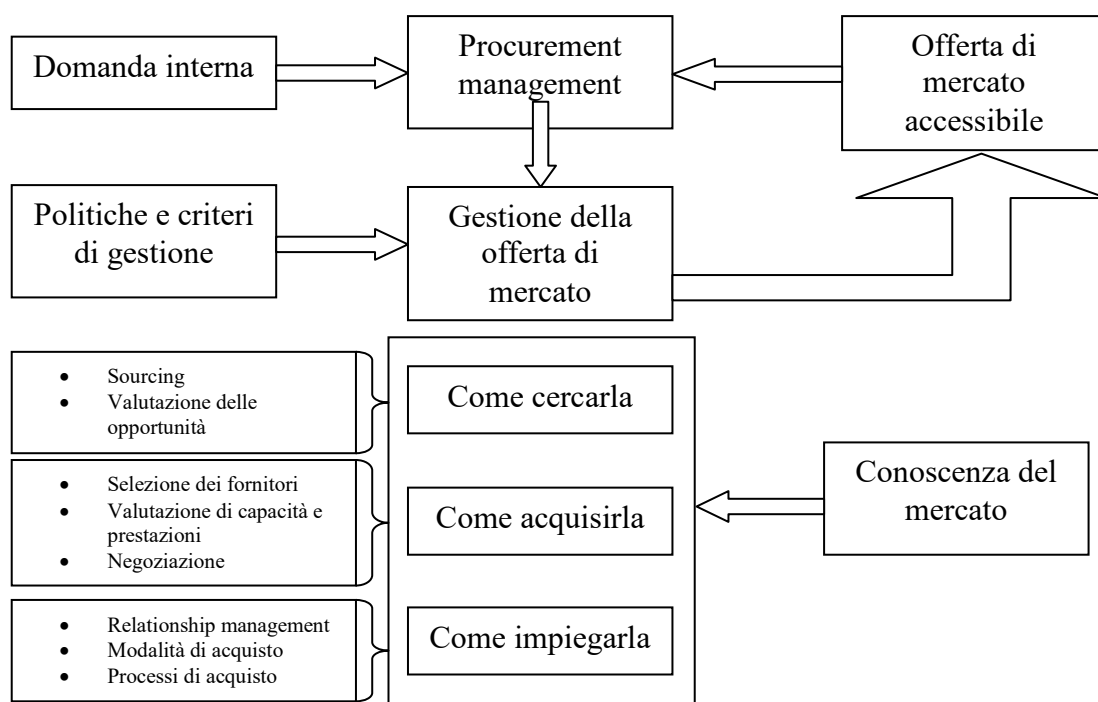 Domanda interna
Procurement
management
Offerta di
mercato
accessibile
Politiche e criteri
di gestione
Gestione della
offerta di
mercato
• Sourcing
• Valutazione delle
opportunità
Come cercarla
• Selezione dei fornitori
• Valutazione di capacità e
prestazioni
• Negoziazione
Come acquisirla
Conoscenza del
mercato
• Relationship management
• Modalità di acquisto
• Processi di acquisto
Come impiegarla